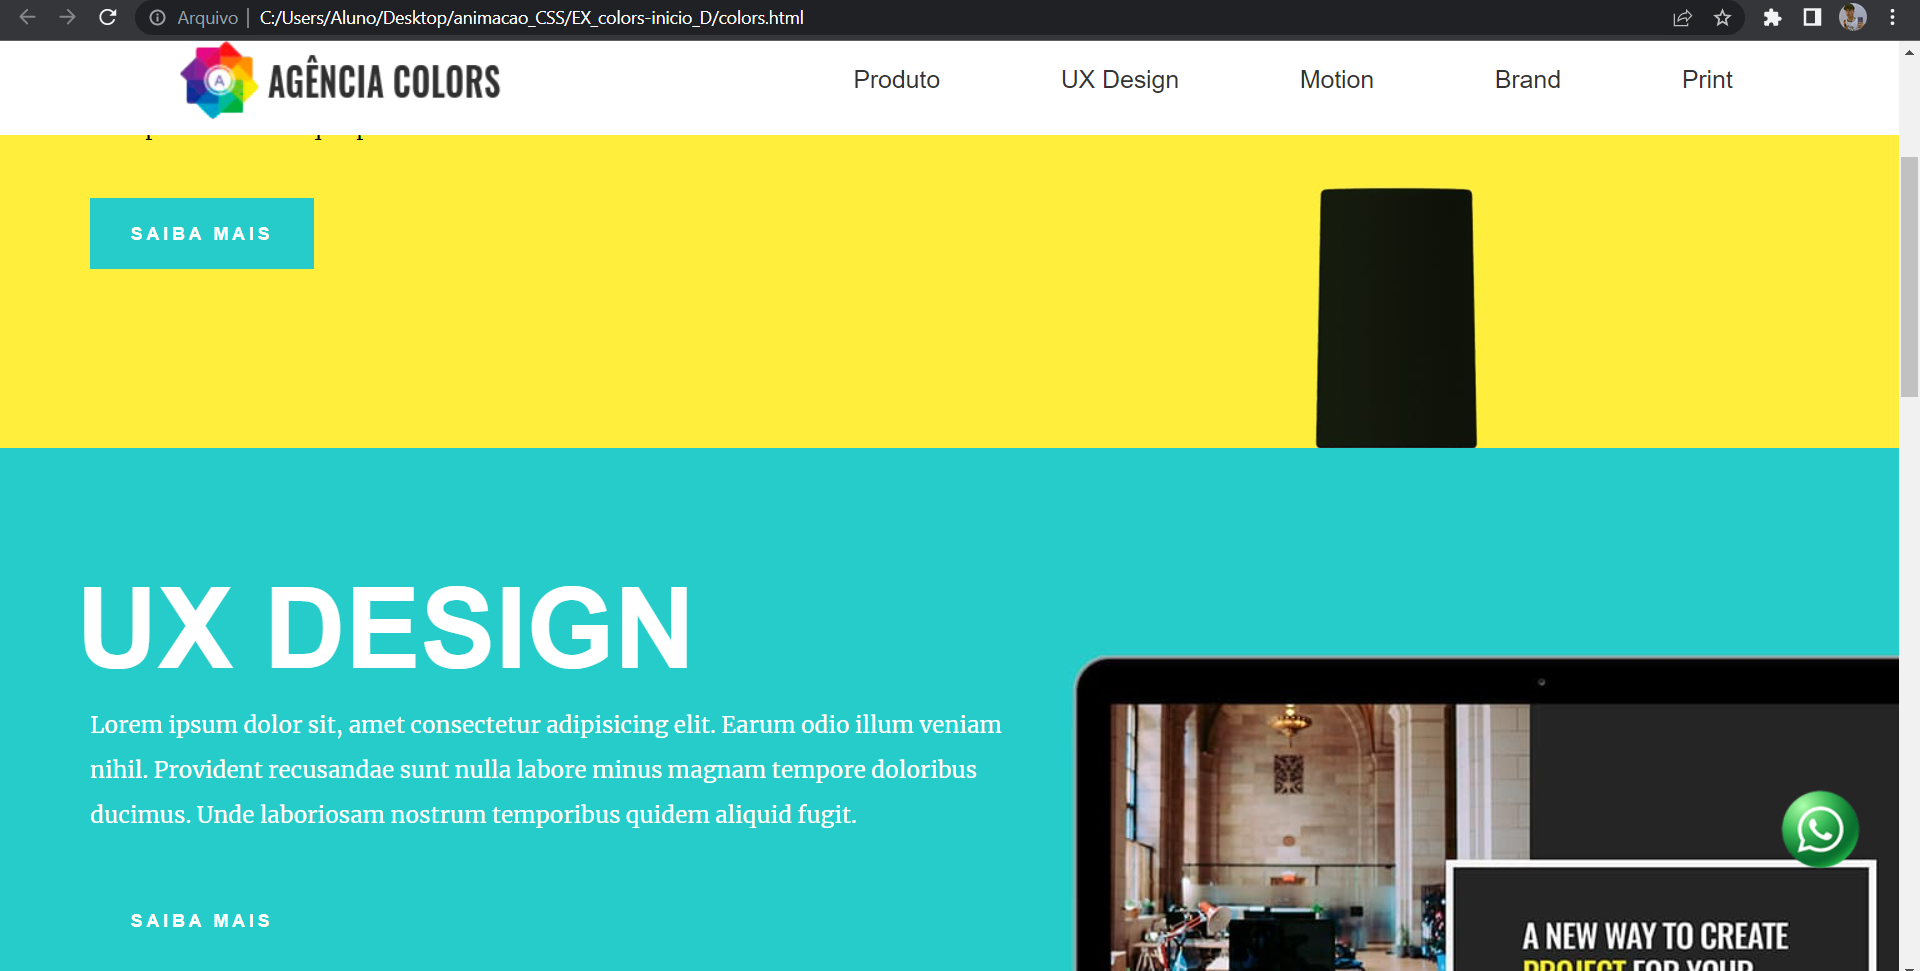 Arquivo | C:/Users/Aluno/Desktop/animacao_CSS/EX_colors-inicio_D/colors.html
A AGÊNCIA COLORS
Produto
UX Design
Motion
Brand
Print
SAIBA MAIS
UX DESIGN
Lorem ipsum dolor sit, amet consectetur adipisicing elit. Earum odio illum veniam
nihil. Provident recusandae sunt nulla labore minus magnam tempore doloribus
ducimus. Unde laboriosam nostrum temporibus quidem aliquid fugit.
SAIBA MAIS
A NEW WAY TO CREATE
PROJECT FOR YOUR